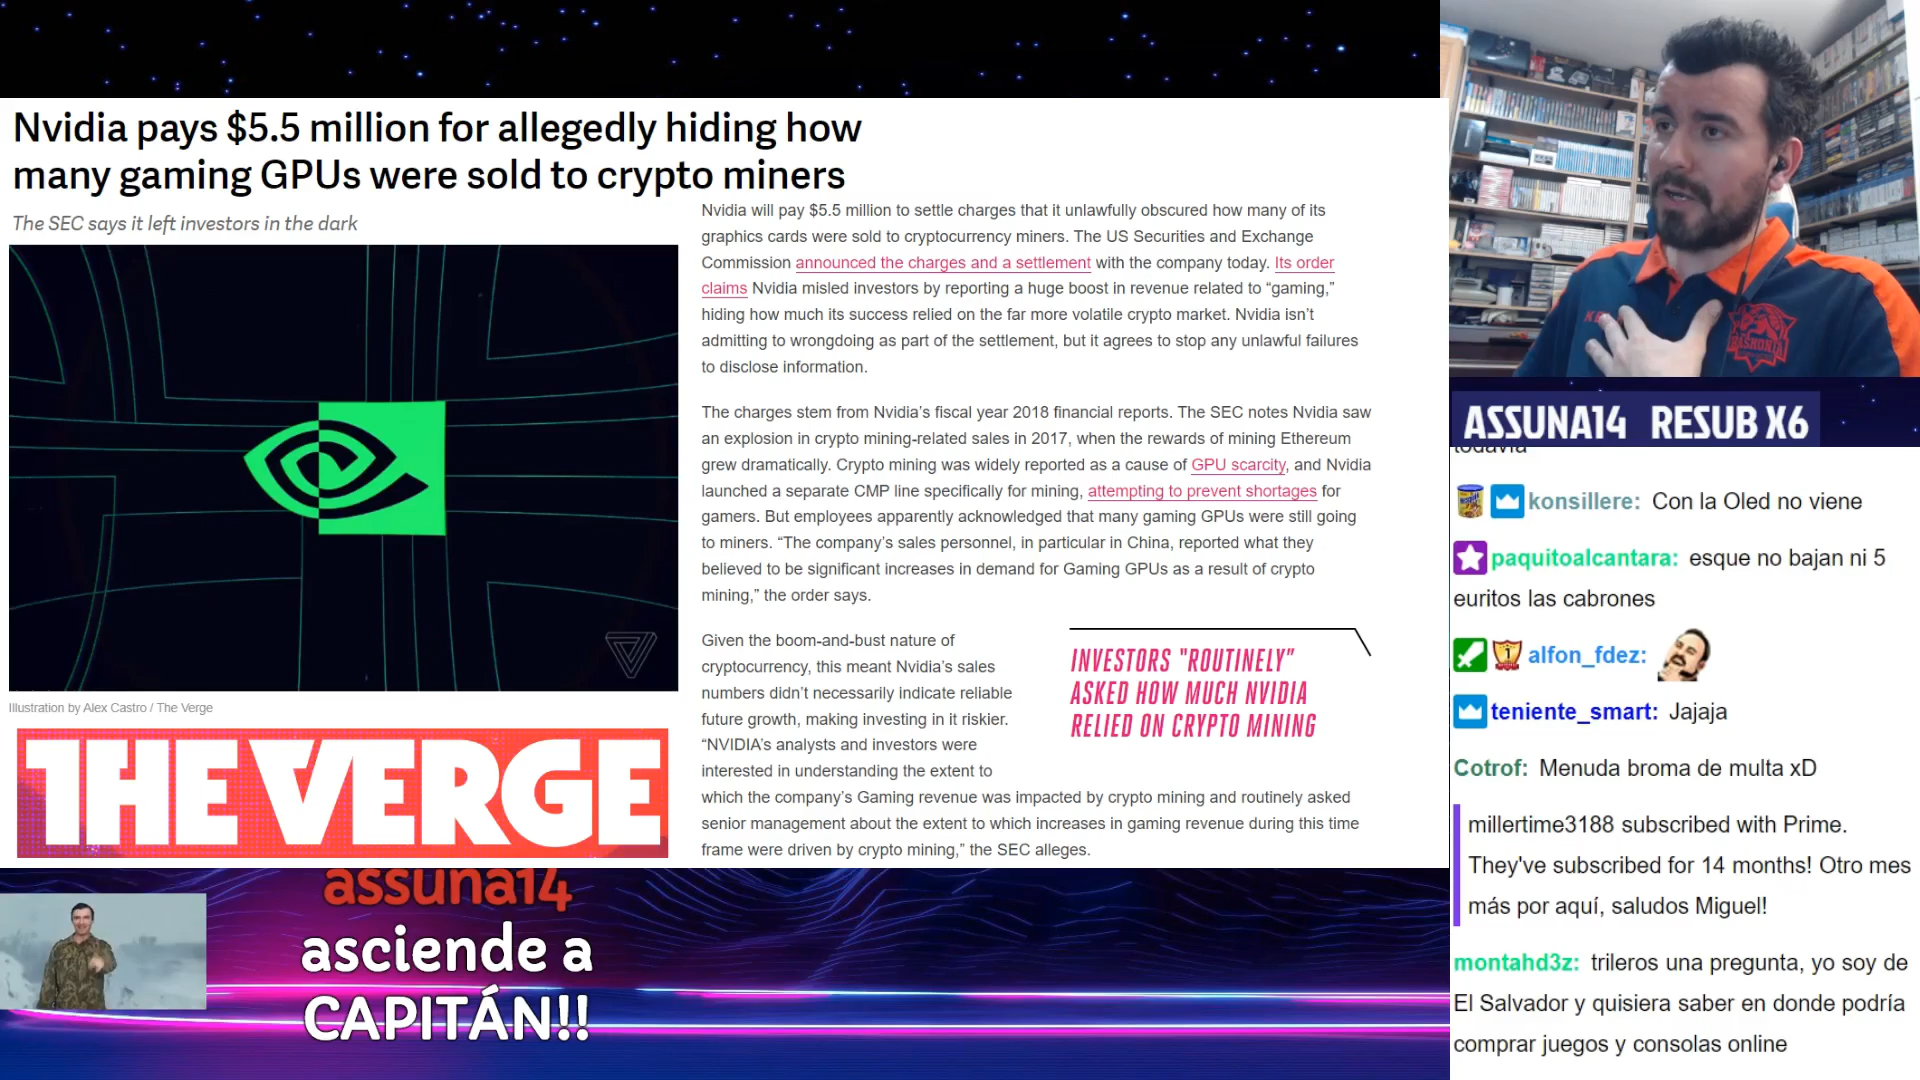 Nvidia pays $5.5 million for allegedly hiding how
many gaming GPUs were sold to crypto miners
The SEC says it left investors in the dark
Nvidia will pay $5.5 million to settle charges that it unlawfully obscured how many of its
graphics cards were sold to cryptocurrency miners. The US Securities and Exchange
Commission announced the charges and a settlement with the company today. Its order
claims Nvidia misled investors by reporting a huge boost in revenue related to “gaming,”
hiding how much its success relied on the far more volatile crypto market. Nvidia isn’t
admitting to wrongdoing as part of the settlement, but it agrees to stop any unlawful failures
to disclose information.
The charges stem from Nvidia’s fiscal year 2018 financial reports. The SEC notes Nvidia saw
an explosion in crypto mining-related sales in 2017, when the rewards of mining Ethereum
grew dramatically. Crypto mining was widely reported as a cause of GPU scarcity, and Nvidia
launched a separate CMP line specifically for mining, attempting to prevent shortages for
gamers. But employees apparently acknowledged that many gaming GPUs were still going
to miners. “The company’s sales personnel, in particular in China, reported what they
believed to be significant increases in demand for Gaming GPUs as a result of crypto
mining,” the order says.
Given the boom-and-bust nature of
cryptocurrency, this meant Nvidia’s sales
numbers didn’t necessarily indicate reliable
future growth, making investing in it riskier.
“NVIDIA’s analysts and investors were
interested in understanding the extent to
which the company’s Gaming revenue was impacted by crypto mining and routinely asked
senior management about the extent to which increases in gaming revenue during this time
frame were driven by crypto mining,” the SEC alleges.
INVESTORS "ROUTINELY"
ASKED HOW MUCH NVIDIA
RELIED ON CRYPTO MINING
Illustration by Alex Castro / The Verge
THE VERGE
assuna14
asciende a
CAPITÁN!!
BASKONIA
ASSUNA14 RESUB X6
todavía
konsillere: Con la Oled no viene
paquitoalcantara: esque no bajan ni 5
euritos las cabrones
alfon_fdez:
teniente_smart: Jajaja
Cotrof: Menuda broma de multa xD
millertime3188 subscribed with Prime.
They've subscribed for 14 months! Otro mes
más por aquí, saludos Miguel!
montahd3z: trileros una pregunta, yo soy de
El Salvador y quisiera saber en donde podría
comprar juegos y consolas online